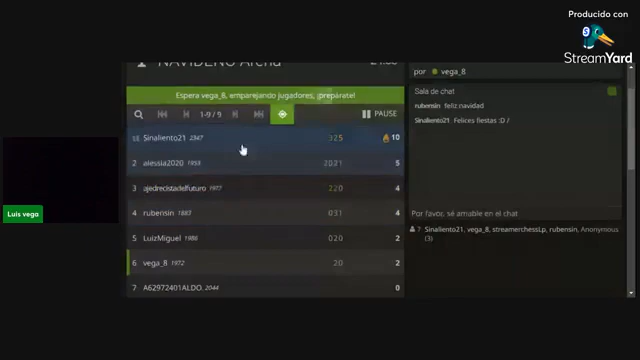 Producido con
StreamYard
NAVIDEÑO Arena
por vega_8
Espera vega_8, emparejando jugadores, ¡prepárate!
Sala de chat
rubensin feliz navidad
Sinaliento21 Felices fiestas :D /
1-9 / 9
PAUSE
Sinaliento21 2347 325 10
2 alessia2020 1953 2021 5
3 ajedrecistadelfuturo 1977 220 4
4 rubensin 1883 031 4
5 LuizMiguel 1986 020 2
6 vega_8 1972 20 2
7 A62972401ALDO. 2044 0
Luis vega
Por favor, sé amable en el chat
7 Sinaliento21, vega_8, streamerchessLp, rubensin, Anonymous
(3)